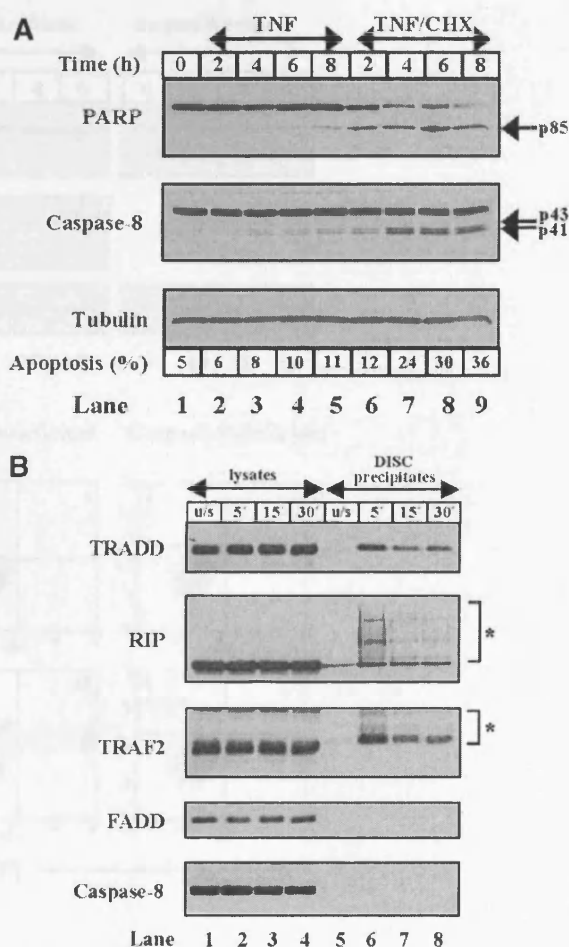 A
TNF TNF/CHX
Time (h) 0 2 4 6 8 2 4 6 8
PARP
p85
Caspase-8
p43
p41
Tubulin
Apoptosis (%) 5 6 8 10 11 12 24 30 36
Lane 1 2 3 4 5 6 7 8 9
B
lysates DISC precipitates
u/s 5' 15' 30' u/s 5' 15' 30'
TRADD
RIP *
TRAF2 *
FADD
Caspase-8
Lane 1 2 3 4 5 6 7 8